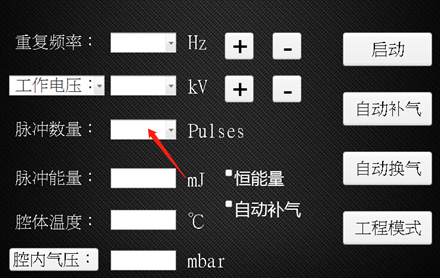 重复频率： Hz + - 启动
工作电压： kV + -
自动补气
脉冲数量： Pulses
脉冲能量： mJ 恒能量 自动换气
腔体温度： ℃ 自动补气
工程模式
腔内气压： mbar